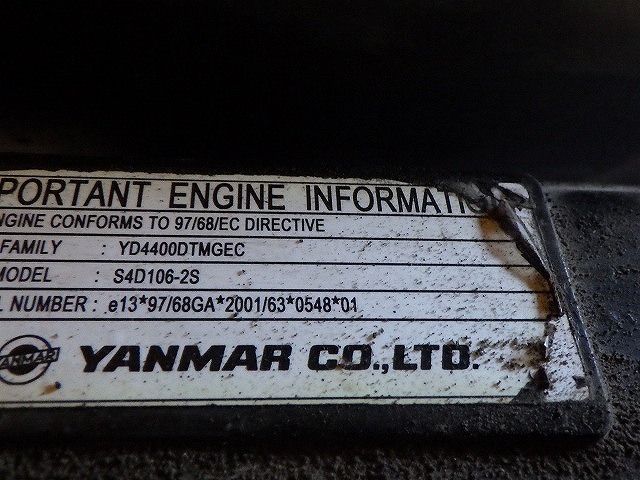 PORTANT ENGINE INFORMATIO
NGINE CONFORMS TO 97/68/EC DIRECTIVE
FAMILY : YD4400DTMGEC
MODEL : S4D106-2S
L NUMBER : e13*97/68GA*2001/63*0548*01
YANMAR YANMAR CO.,LTD.